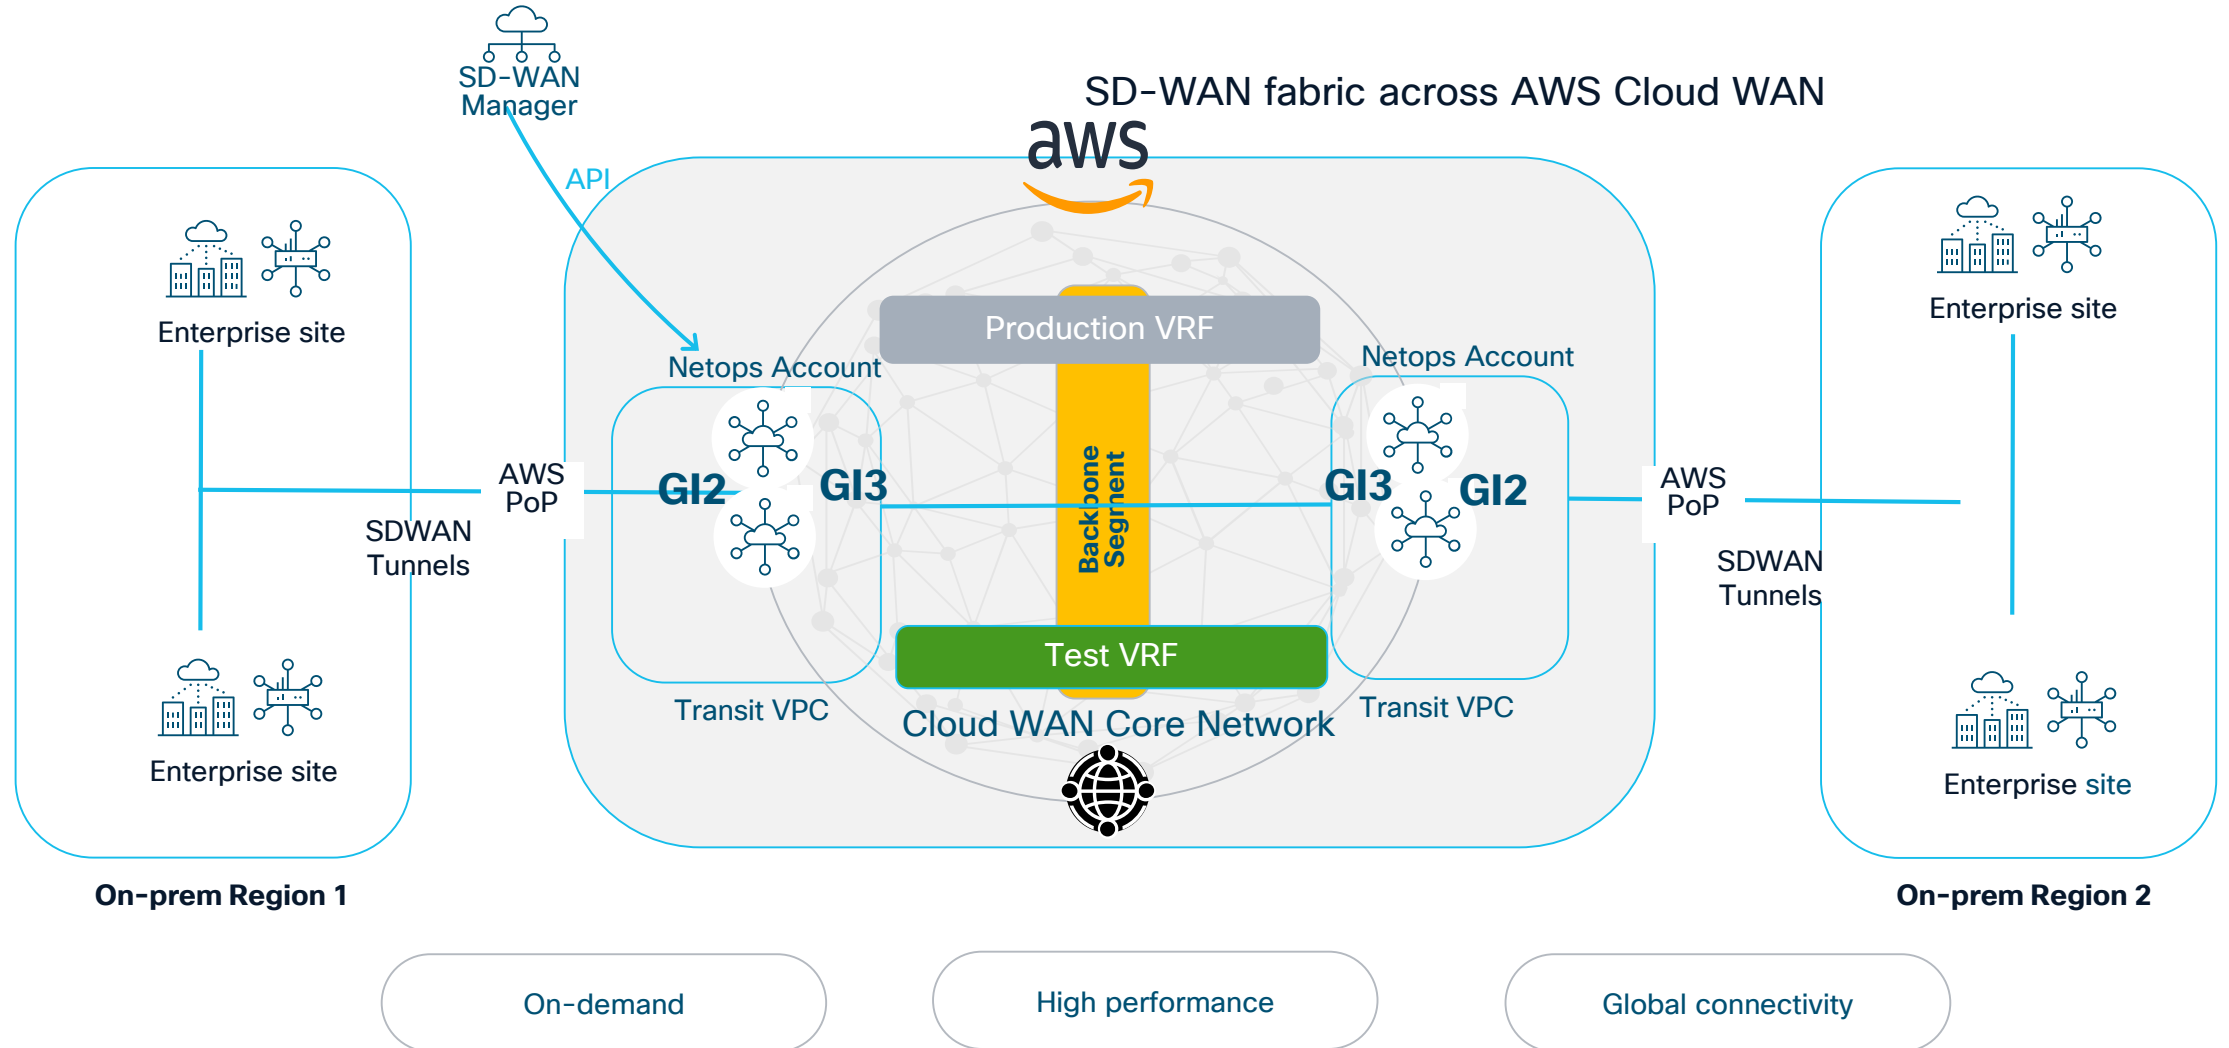 SD-WAN
Manager
SD-WAN fabric across AWS Cloud WAN
aws
API
Enterprise site
Enterprise site
Production VRF
Netops Account
Netops Account
AWS
PoP
GI2
GI3
Backbone
Segment
GI3
GI2
AWS
PoP
SDWAN
Tunnels
SDWAN
Tunnels
Test VRF
Transit VPC
Cloud WAN Core Network
Transit VPC
Enterprise site
Enterprise site
On-prem Region 1
On-prem Region 2
On-demand
High performance
Global connectivity